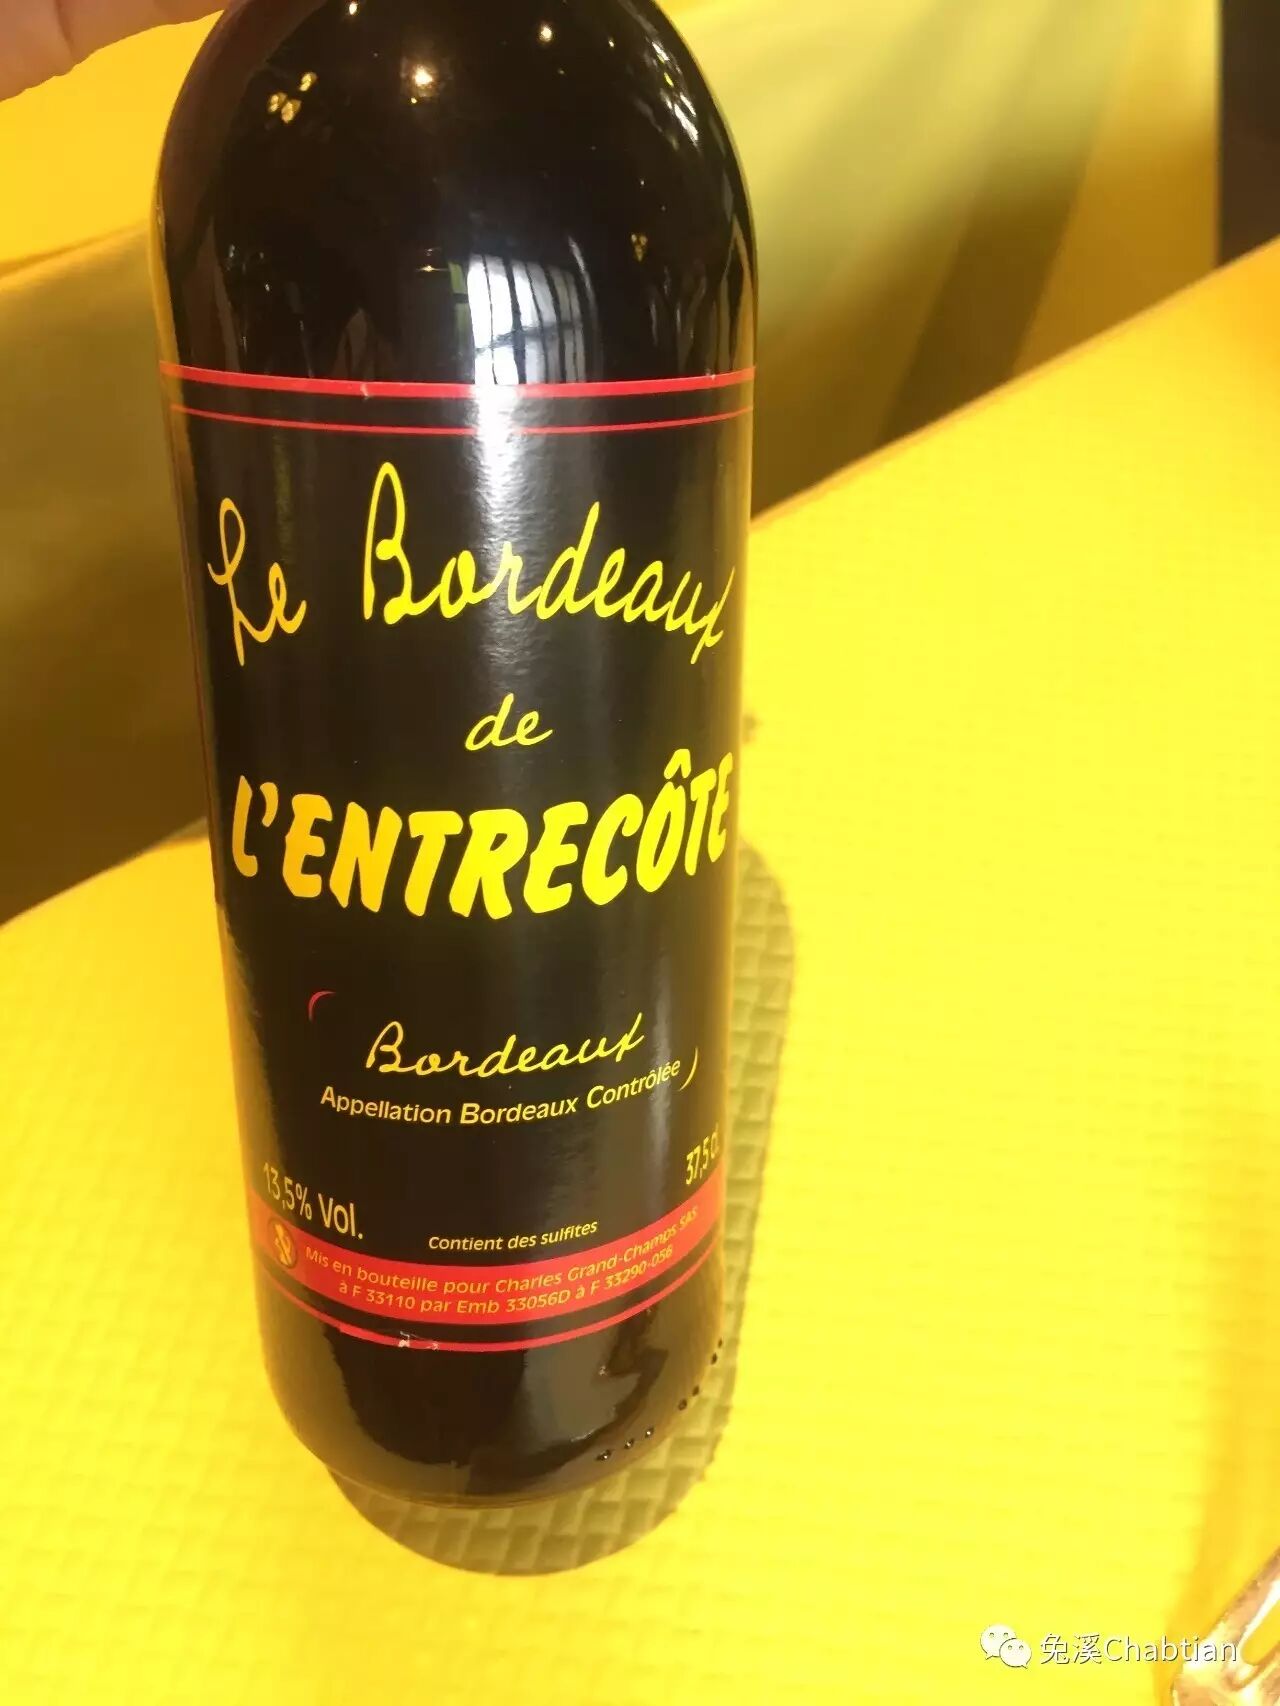 Le Bordeaux
de
L'ENTRECÔTE
Bordeaux
Appellation Bordeaux Contrôlée
13,5% Vol.
37,5 cl
Contient des sulfites
Mis en bouteille pour Charles Grand-Champs SAS
à F 33110 par Emb 33056D à F 33290-056
兔溪Chabtian